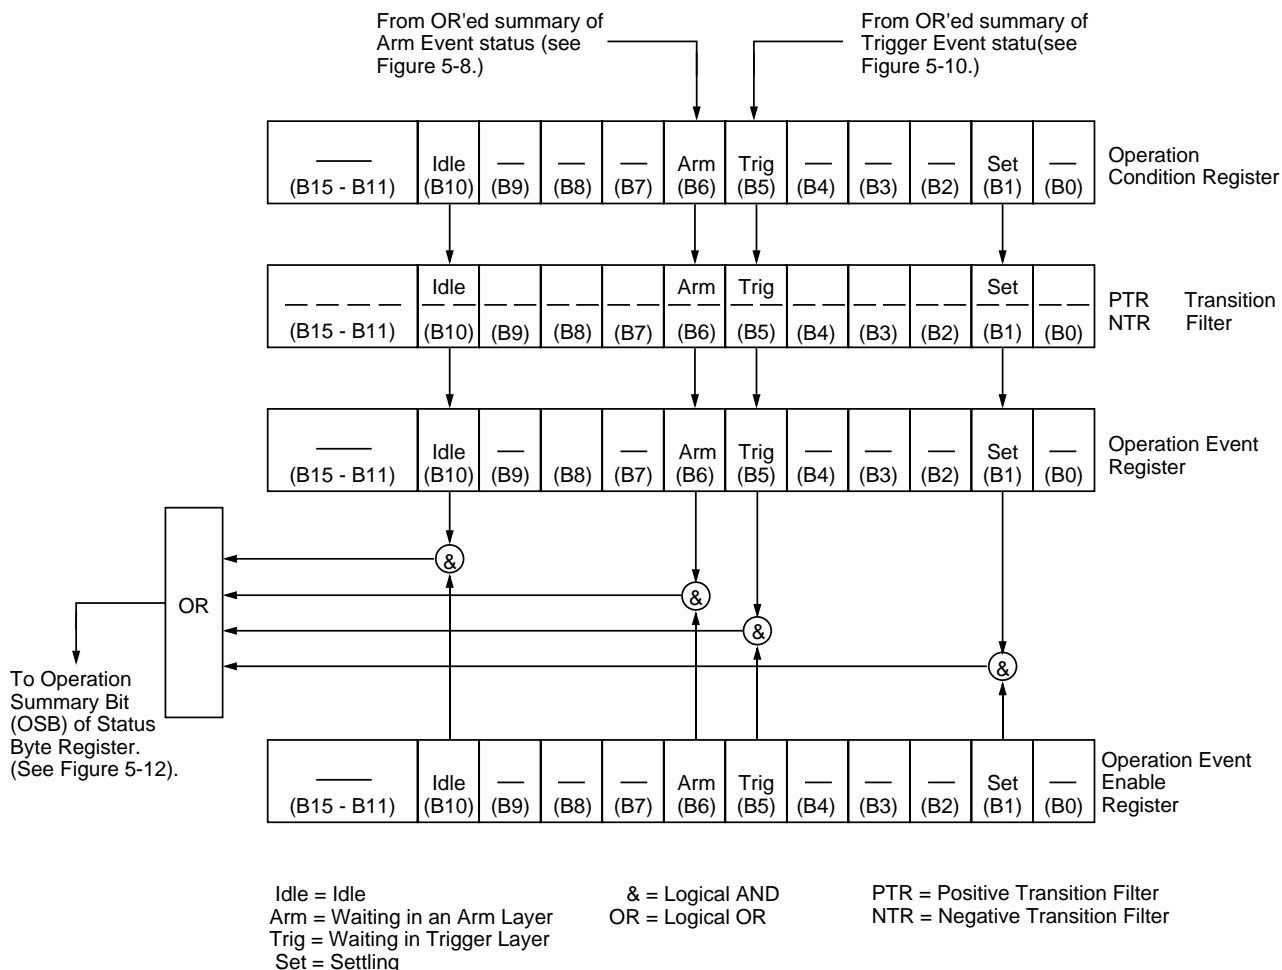 From OR'ed summary of
Arm Event status (see
Figure 5-8.)
From OR'ed summary of
Trigger Event statu(see
Figure 5-10.)
Idle Arm Trig Set
(B15 - B11) (B10) (B9) (B8) (B7) (B6) (B5) (B4) (B3) (B2) (B1) (B0)
Operation
Condition Register
Idle Arm Trig Set
(B15 - B11) (B10) (B9) (B8) (B7) (B6) (B5) (B4) (B3) (B2) (B1) (B0)
PTR Transition
NTR Filter
Idle Arm Trig Set
(B15 - B11) (B10) (B9) (B8) (B7) (B6) (B5) (B4) (B3) (B2) (B1) (B0)
Operation Event
Register
&
&
OR
&
&
To Operation
Summary Bit
(OSB) of Status
Byte Register.
(See Figure 5-12).
Idle Arm Trig Set
(B15 - B11) (B10) (B9) (B8) (B7) (B6) (B5) (B4) (B3) (B2) (B1) (B0)
Operation Event
Enable
Register
Idle = Idle
Arm = Waiting in an Arm Layer
Trig = Waiting in Trigger Layer
Set = Settling
& = Logical AND
OR = Logical OR
PTR = Positive Transition Filter
NTR = Negative Transition Filter